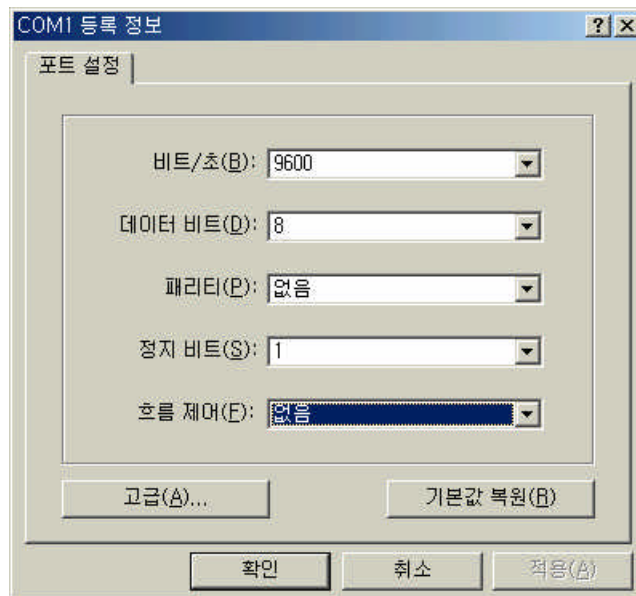 COM1 등록 정보
포트 설정
비트/초(B): 9600
데이터 비트(D): 8
패리티(P): 없음
정지 비트(S): 1
흐름 제어(F): 없음
고급(A)... 기본값 복원(R)
확인 취소 적용(A)